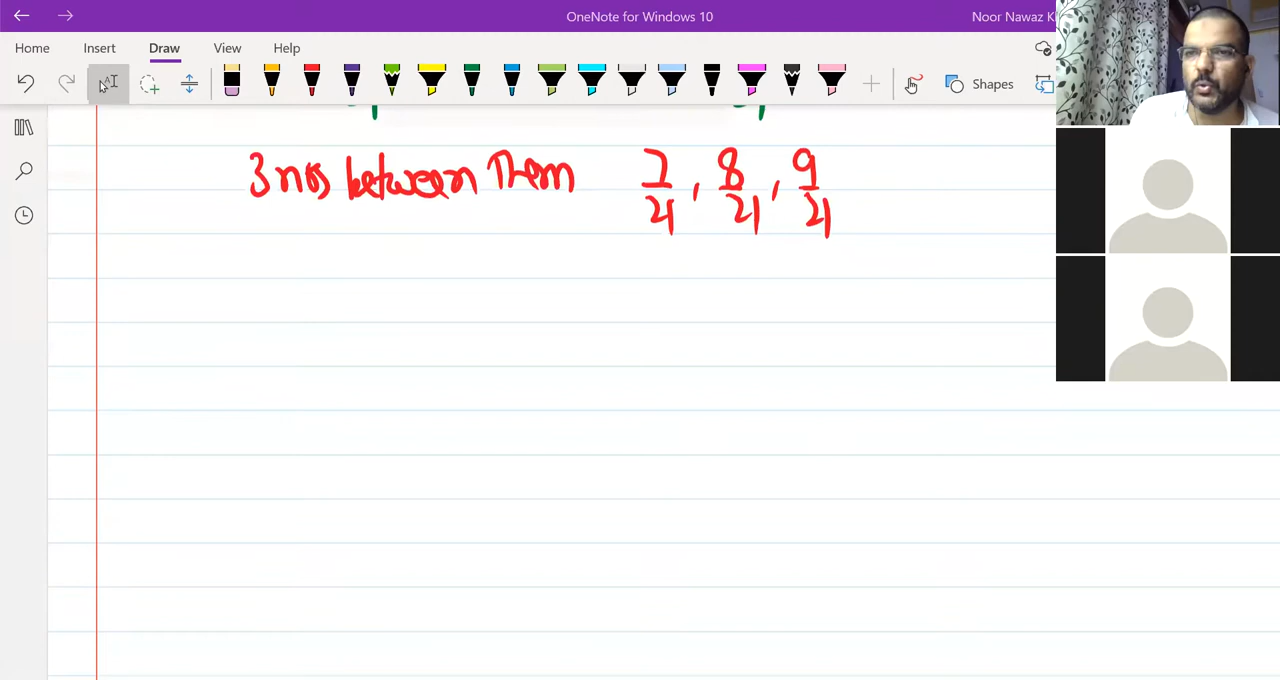 OneNote for Windows 10
Noor Nawaz
Home Insert Draw View Help
Shapes
3 nos between Them 7/21, 8/21, 9/21